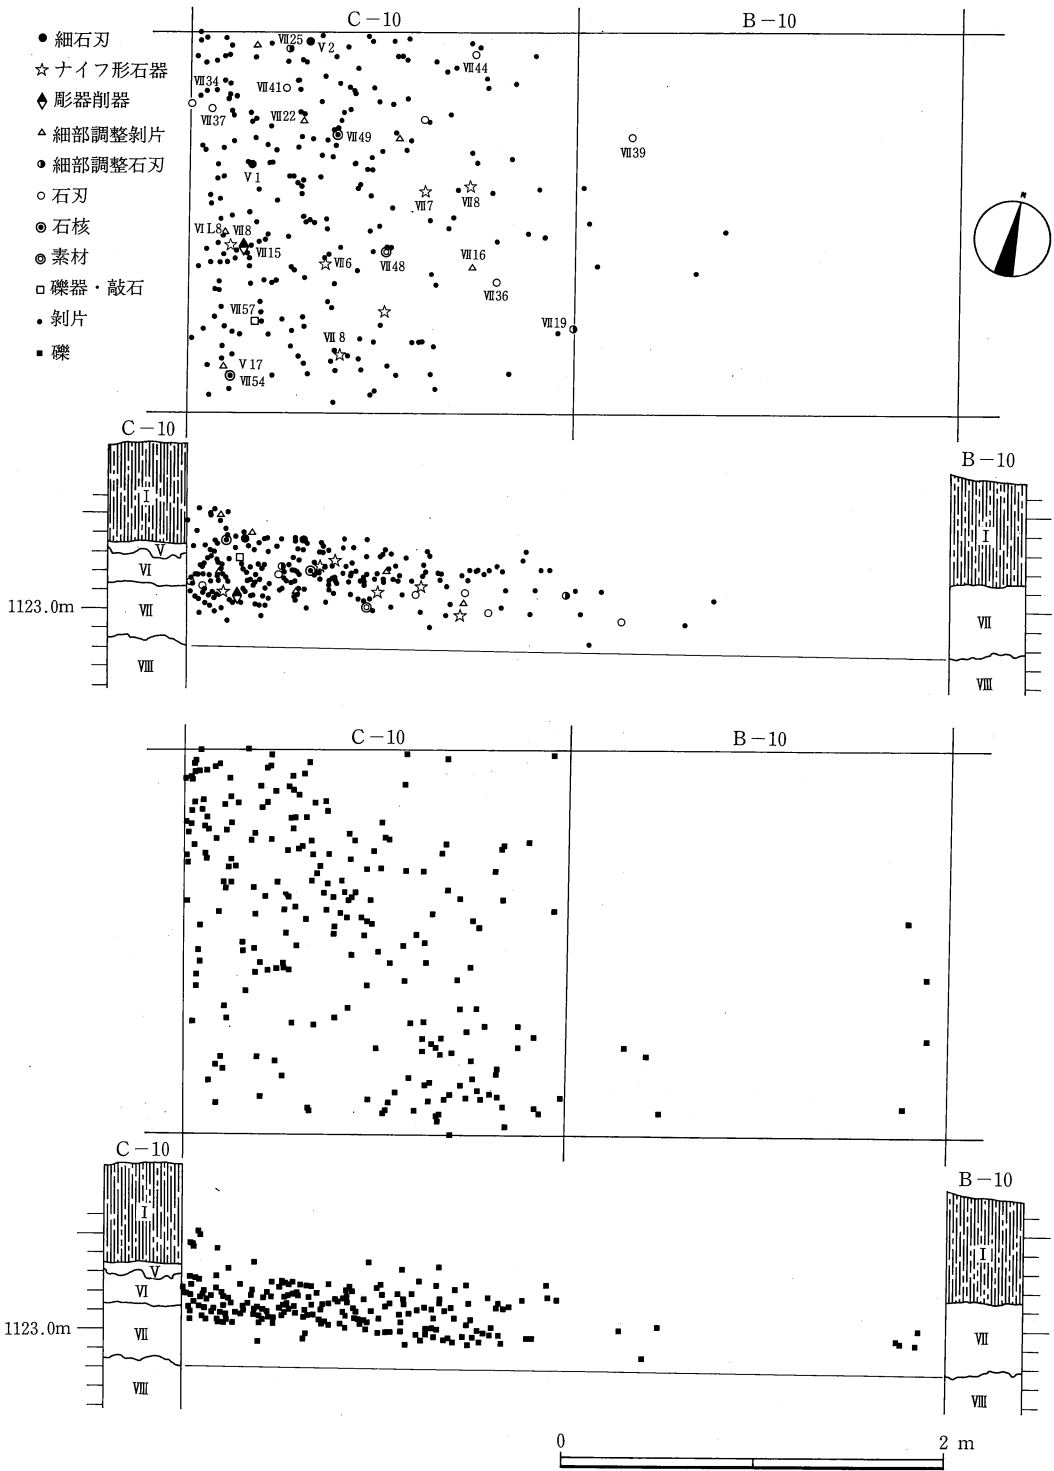 C－10
B－10
● 細石刃
☆ ナイフ形石器
彫器削器
△ 細部調整剝片
◑ 細部調整石刃
○ 石刃
◉ 石核
◎ 素材
□ 礫器・敲石
• 剝片
■ 礫
Ⅶ25
Ⅴ2
Ⅶ44
Ⅶ34
Ⅶ41
Ⅶ37
Ⅶ22
Ⅶ49
Ⅶ39
Ⅴ1
Ⅶ7
Ⅶ8
ⅥL8
Ⅶ8
Ⅶ15
Ⅶ6
Ⅶ48
Ⅶ16
Ⅶ36
Ⅶ57
Ⅶ19
Ⅶ8
Ⅴ17
Ⅶ54
N
C－10
B－10
Ⅰ
Ⅰ
Ⅴ
Ⅵ
1123.0m
Ⅶ
Ⅶ
Ⅷ
Ⅷ
C－10
B－10
C－10
B－10
Ⅰ
Ⅰ
Ⅴ
Ⅵ
1123.0m
Ⅶ
Ⅶ
Ⅷ
Ⅷ
0
2 m